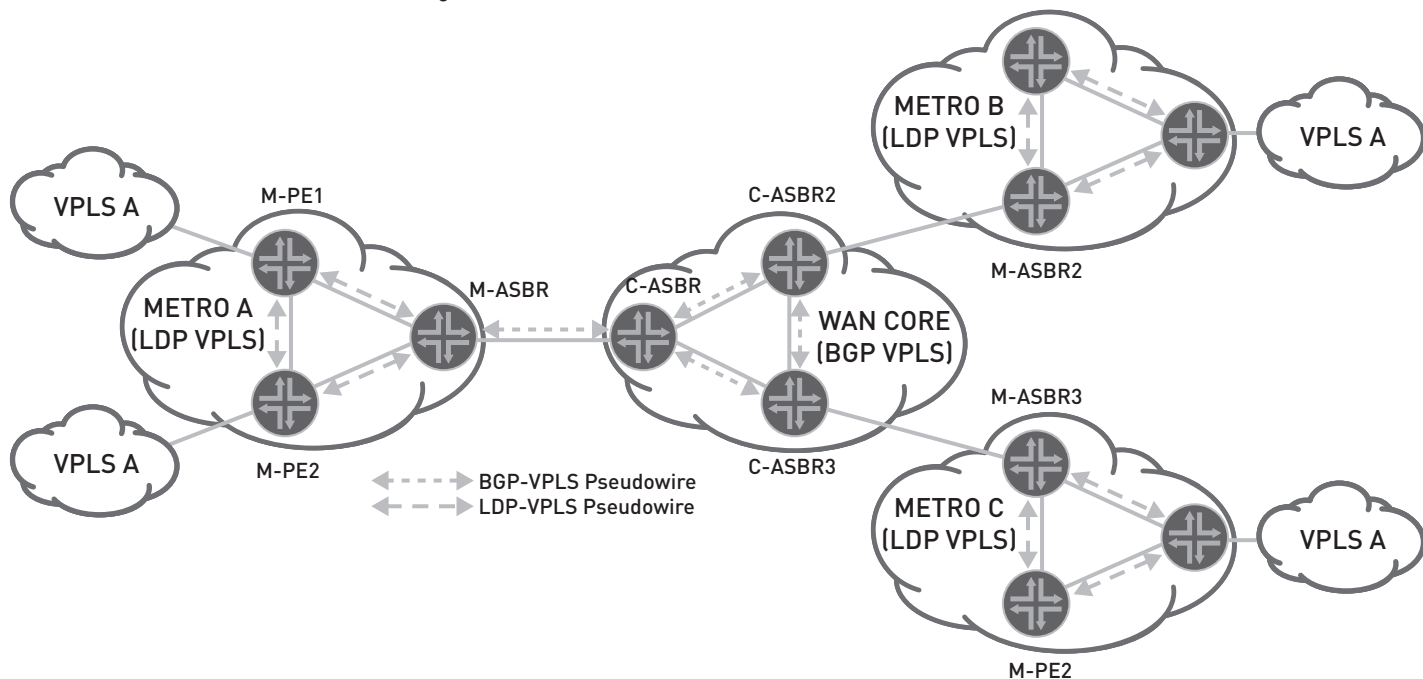 METRO B
(LDP VPLS)
VPLS A
M-ASBR2
VPLS A
M-PE1
C-ASBR2
METRO A
(LDP VPLS)
M-ASBR
C-ASBR
WAN CORE
(BGP VPLS)
VPLS A
M-PE2
C-ASBR3
M-ASBR3
BGP-VPLS Pseudowire
LDP-VPLS Pseudowire
METRO C
(LDP VPLS)
VPLS A
M-PE2